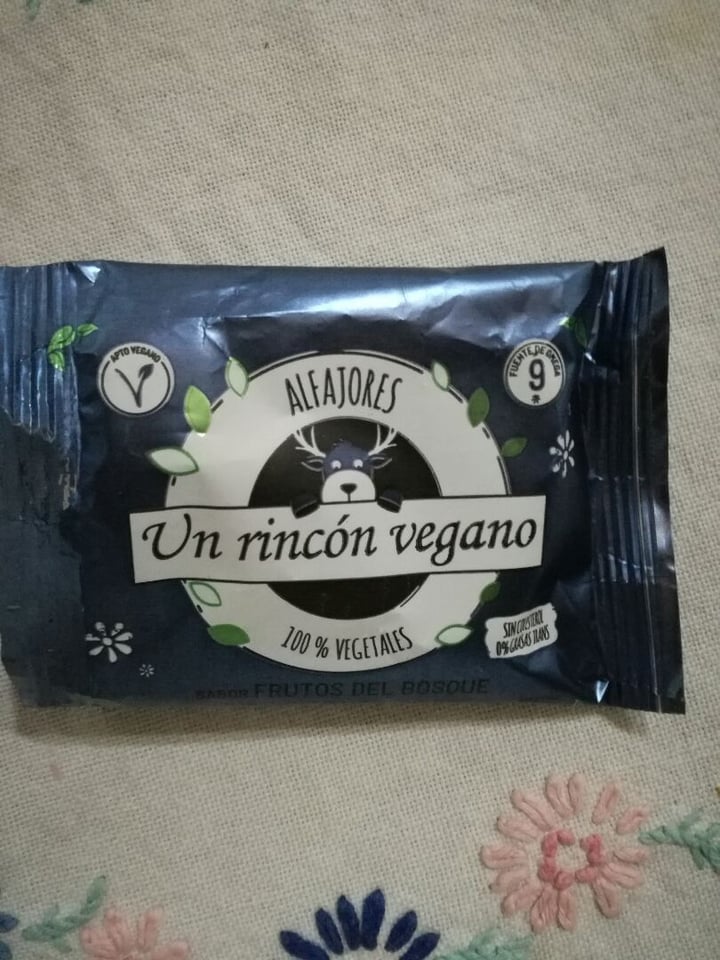 APTO VEGANO
FUENTE DE OMEGA
9
ALFAJORES
Un rincón vegano
100 % VEGETALES
SIN COLESTEROL
0% GRASAS TRANS
SABOR FRUTOS DEL BOSQUE